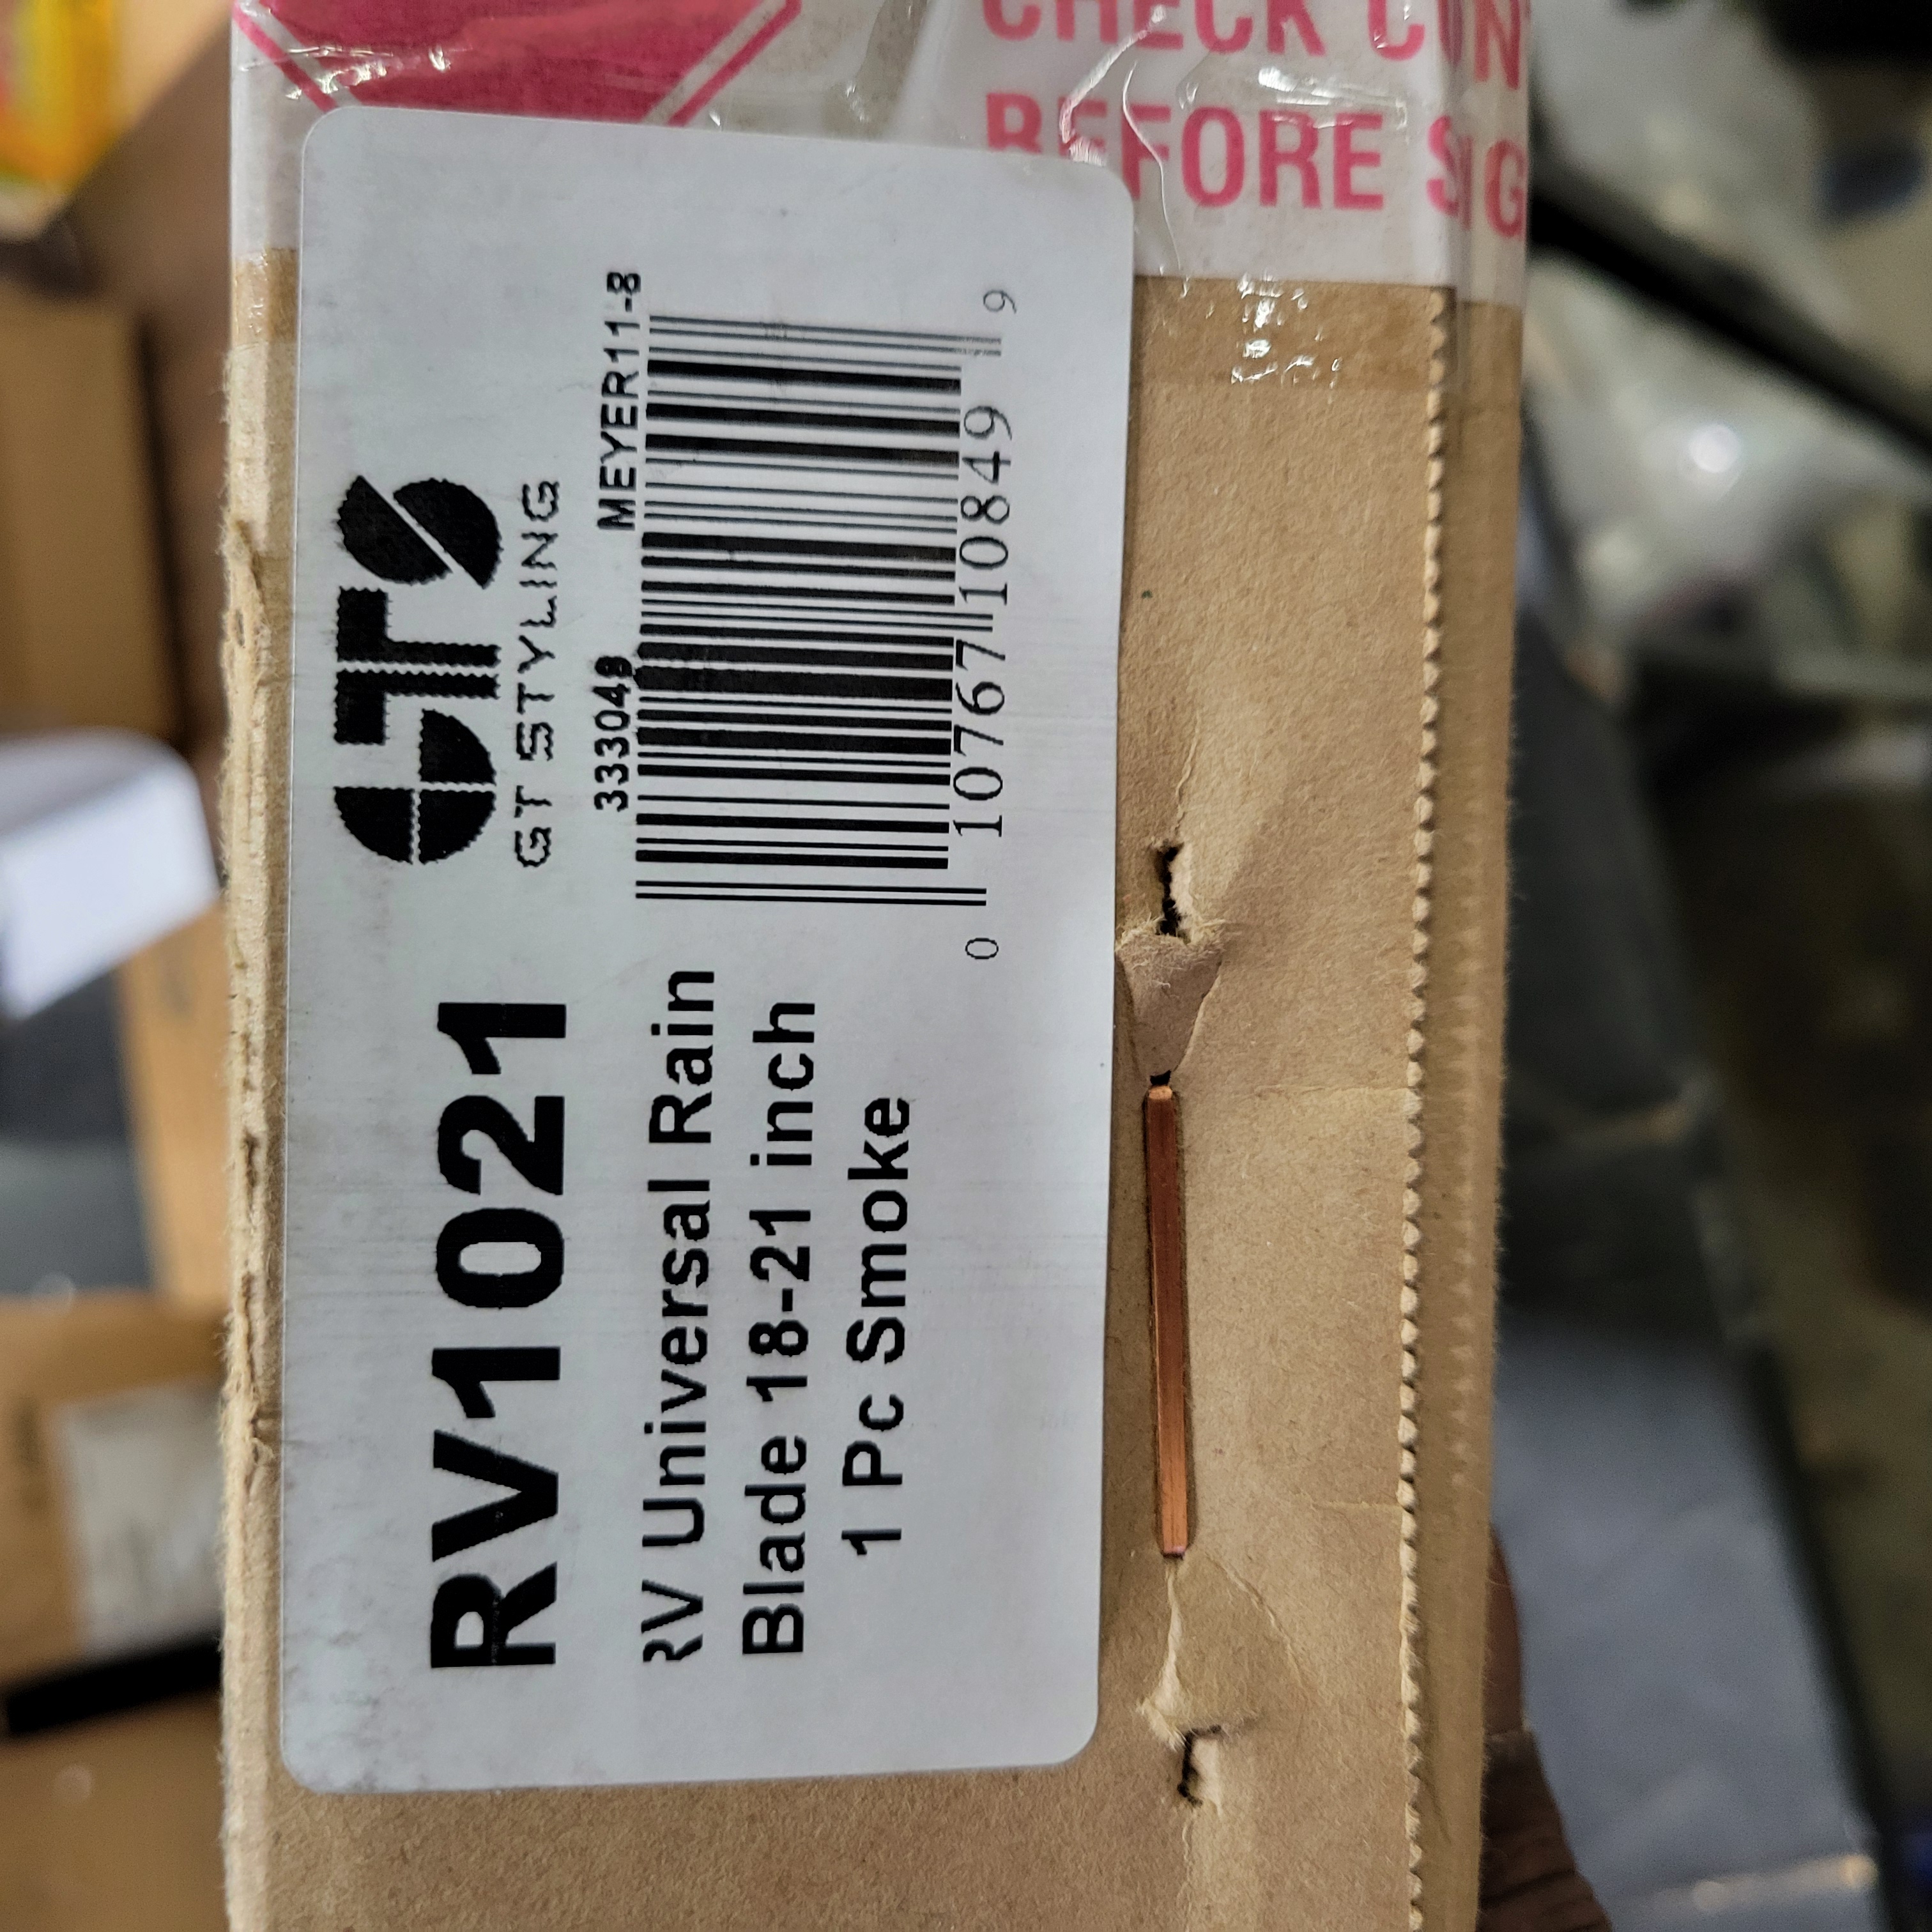 CHECK CON
BEFORE SIG
GTS
GT STYLING
RV1021
RV Universal Rain
Blade 18-21 inch
1 Pc Smoke
333049 MEYER11-8
0 10767 10849 9